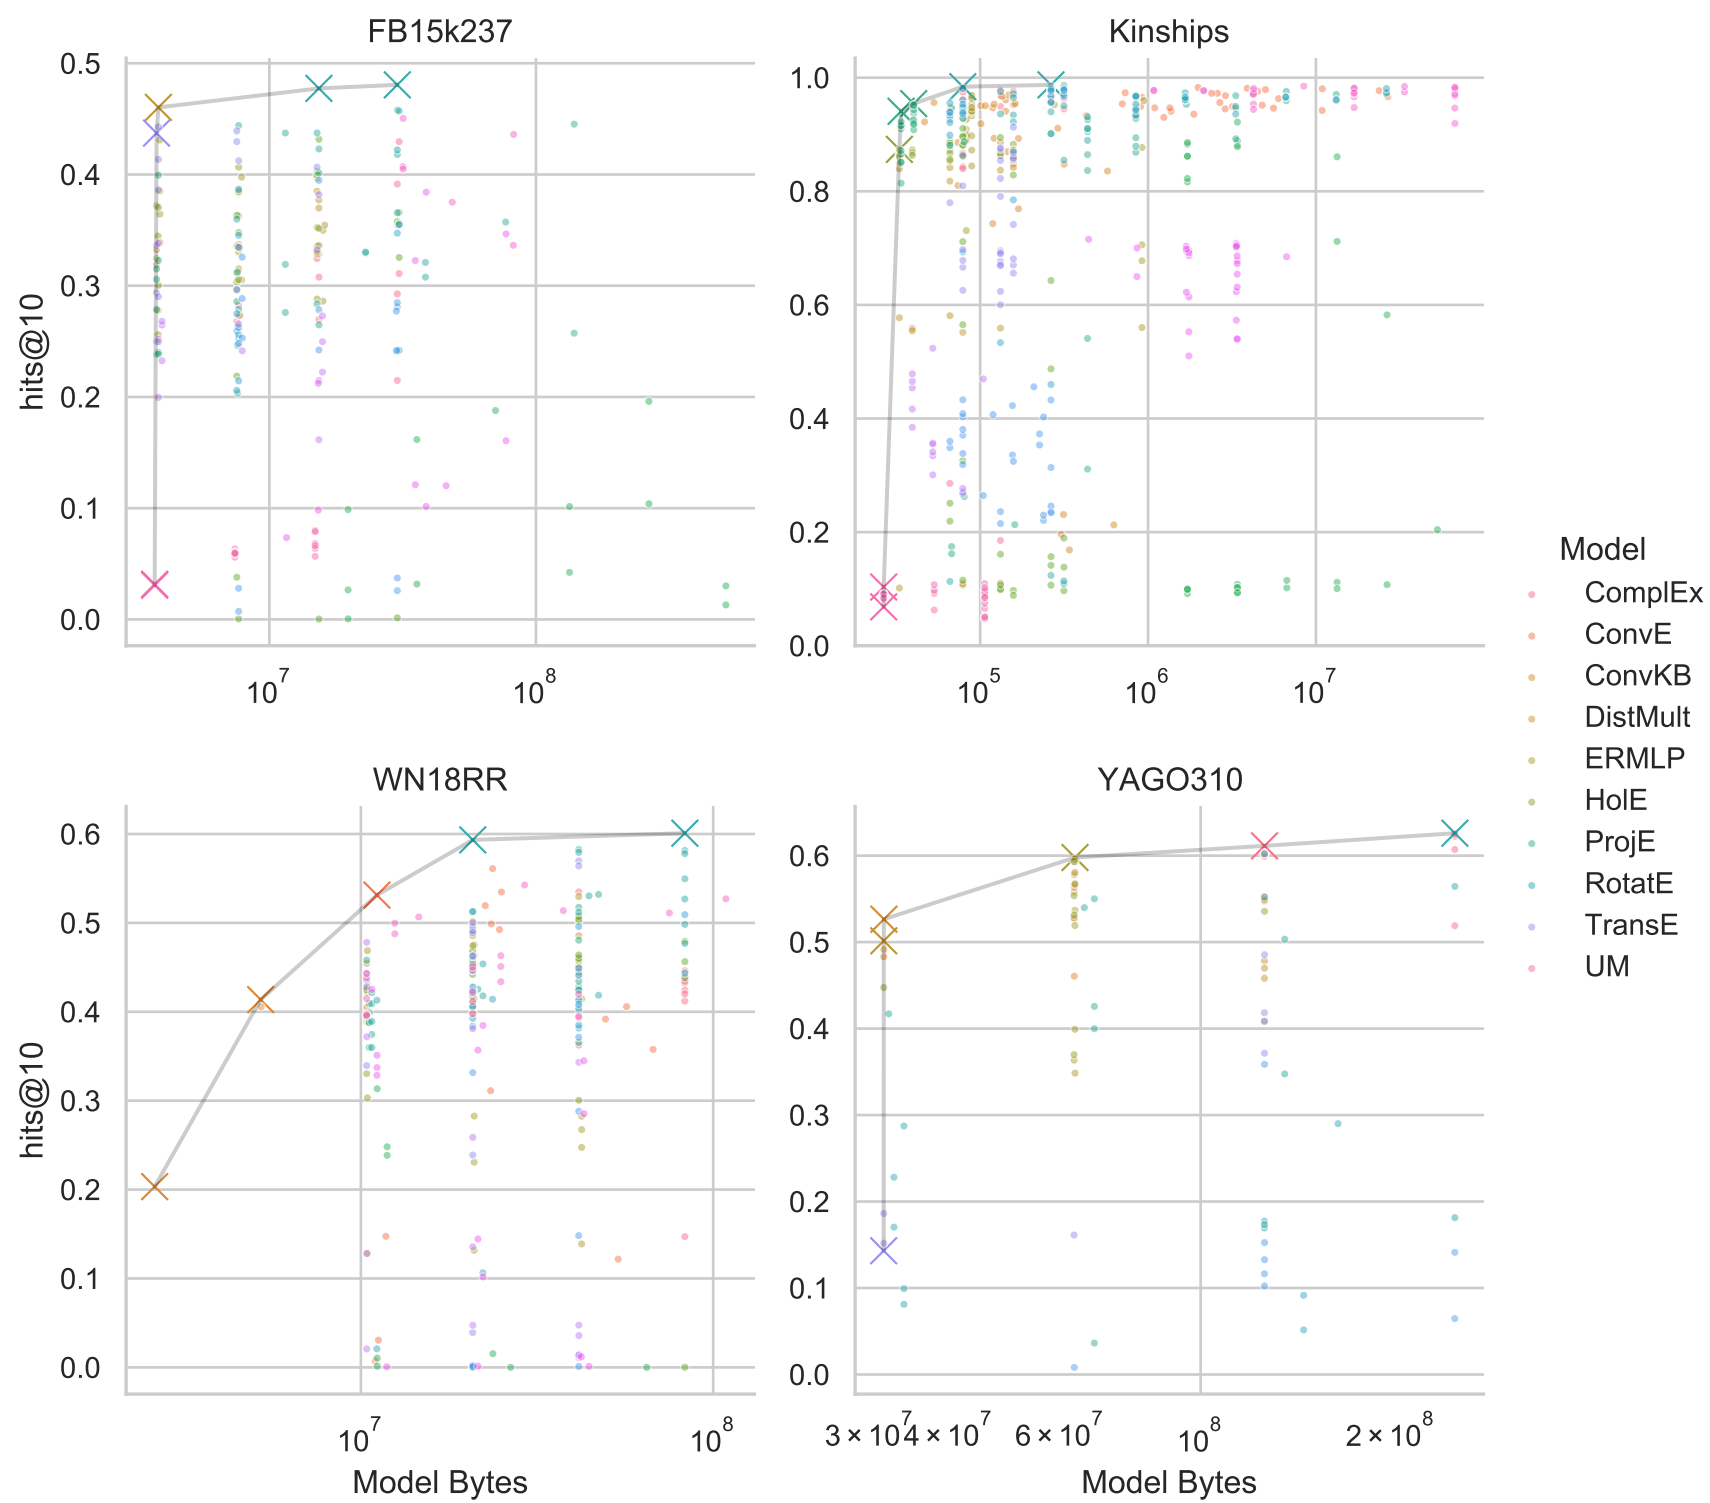 FB15k237
0.5
0.4
0.3
0.2
0.1
0.0
hits@10
10^7
10^8
Kinships
1.0
0.8
0.6
0.4
0.2
0.0
10^5
10^6
10^7
Model
ComplEx
ConvE
ConvKB
DistMult
ERMLP
HolE
ProjE
RotatE
TransE
UM
WN18RR
0.6
0.5
0.4
0.3
0.2
0.1
0.0
hits@10
10^7
10^8
Model Bytes
YAGO310
0.6
0.5
0.4
0.3
0.2
0.1
0.0
3 × 10^7
4 × 10^7
6 × 10^7
10^8
2 × 10^8
Model Bytes